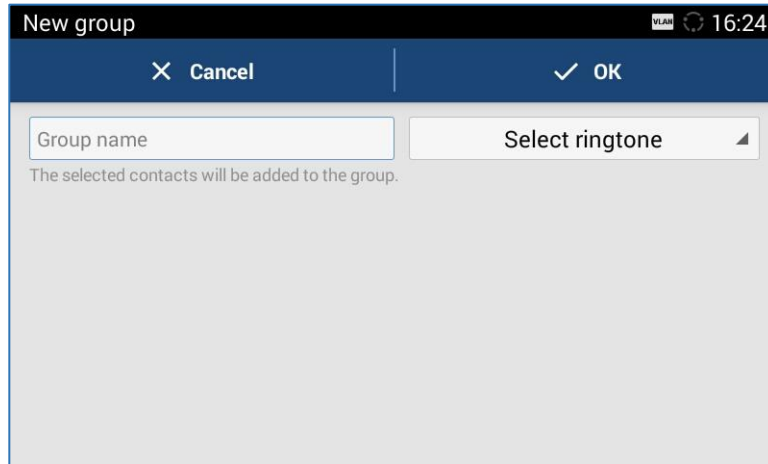 New group VLAN 16:24
Cancel OK
Group name Select ringtone
The selected contacts will be added to the group.